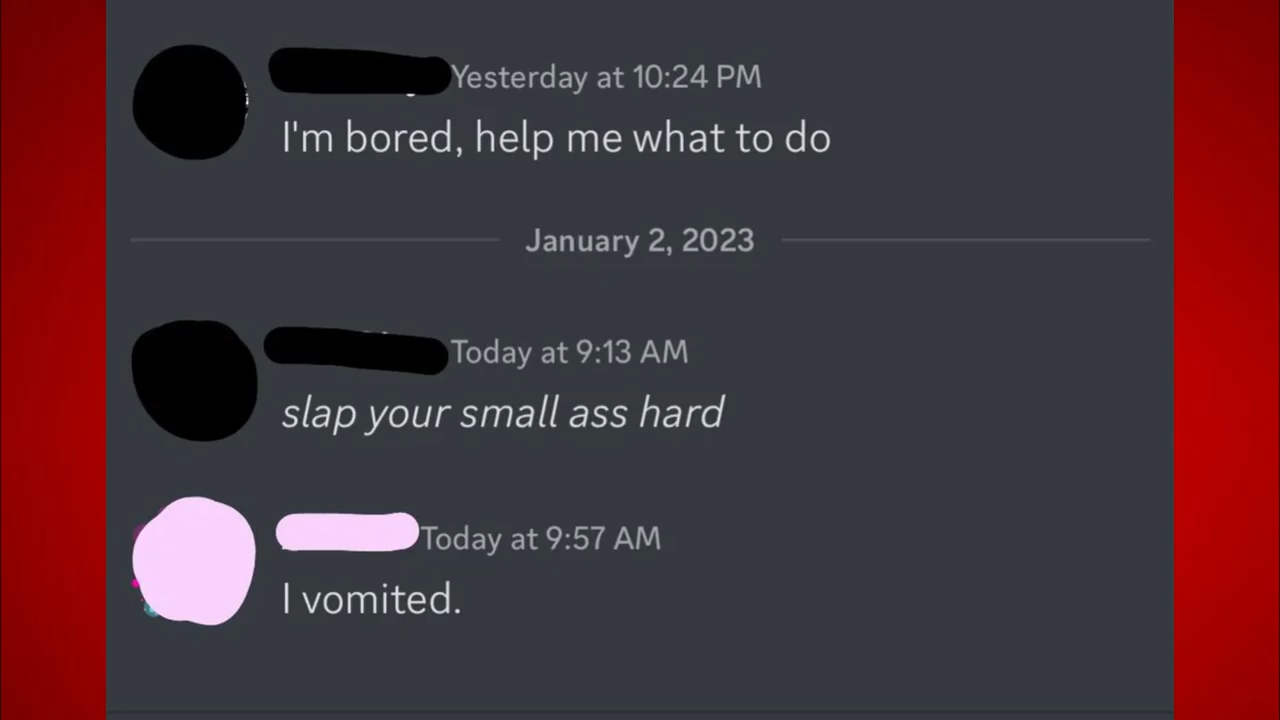 Yesterday at 10:24 PM
I'm bored, help me what to do
January 2, 2023
Today at 9:13 AM
slap your small ass hard
Today at 9:57 AM
I vomited.